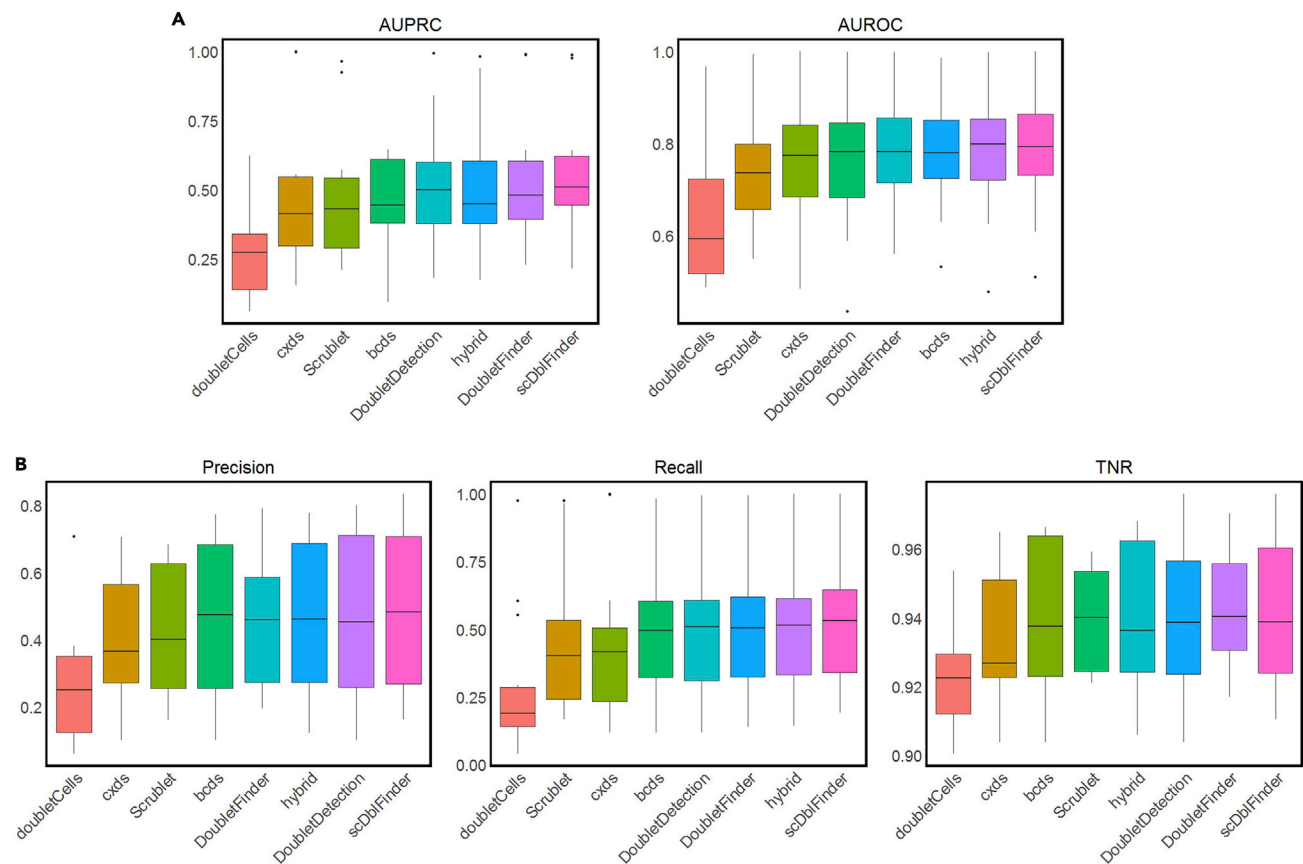 A
AUPRC
AUROC
1.00
0.75
0.50
0.25
1.0
0.8
0.6
doubletCells
cxds
Scrublet
bcds
DoubletDetection
hybrid
DoubletFinder
scDblFinder
doubletCells
Scrublet
cxds
DoubletDetection
DoubletFinder
bcds
hybrid
scDblFinder
B
Precision
Recall
TNR
0.8
0.6
0.4
0.2
1.00
0.75
0.50
0.25
0.00
0.96
0.94
0.92
0.90
doubletCells
cxds
Scrublet
bcds
DoubletFinder
hybrid
DoubletDetection
scDblFinder
doubletCells
Scrublet
cxds
bcds
DoubletDetection
DoubletFinder
hybrid
scDblFinder
doubletCells
cxds
bcds
Scrublet
hybrid
DoubletDetection
DoubletFinder
scDblFinder